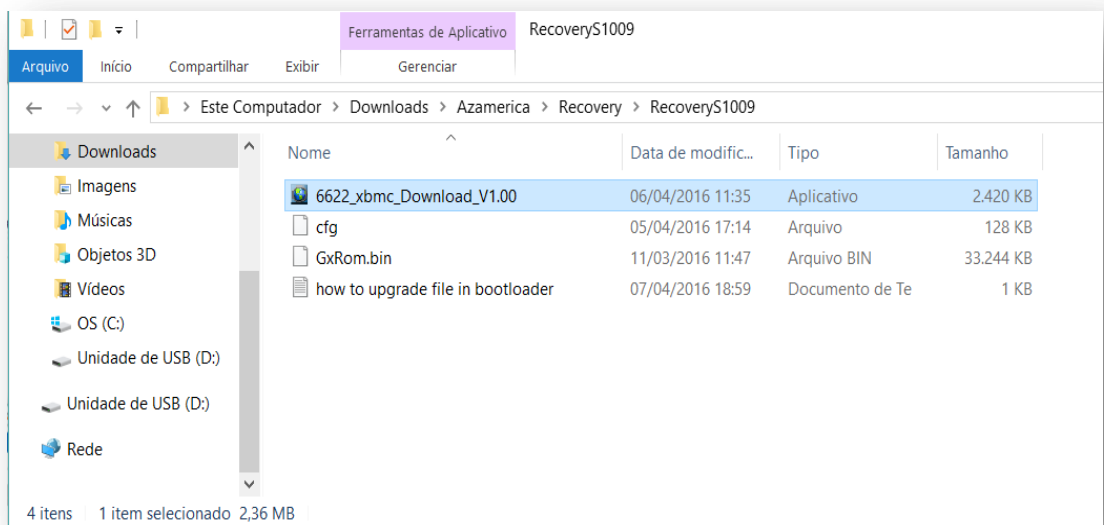 Ferramentas de Aplicativo RecoveryS1009
Arquivo Início Compartilhar Exibir Gerenciar
Este Computador > Downloads > Azamerica > Recovery > RecoveryS1009
Downloads
Imagens
Músicas
Objetos 3D
Vídeos
OS (C:)
Unidade de USB (D:)
Unidade de USB (D:)
Rede
Nome Data de modific... Tipo Tamanho
6622_xbmc_Download_V1.00 06/04/2016 11:35 Aplicativo 2.420 KB
cfg 05/04/2016 17:14 Arquivo 128 KB
GxRom.bin 11/03/2016 11:47 Arquivo BIN 33.244 KB
how to upgrade file in bootloader 07/04/2016 18:59 Documento de Te 1 KB
4 itens 1 item selecionado 2,36 MB